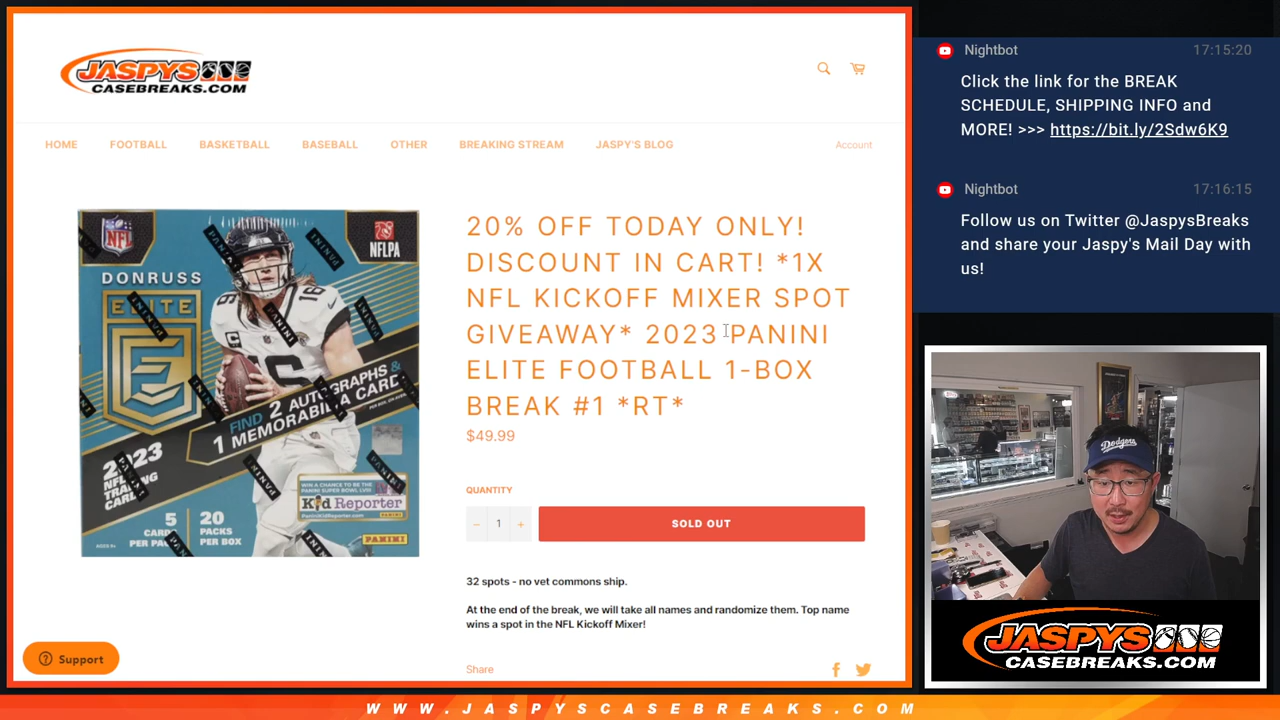 JASPYS
CASEBREAKS.COM
HOME
FOOTBALL
BASKETBALL
BASEBALL
OTHER
BREAKING STREAM
JASPY'S BLOG
Account
NFL
NFLPA
DONRUSS
ELITE
E
FIND 2 AUTOGRAPHS &
1 MEMORABILIA CARD
2023
NFL
TRADING
CARDS
5
CARDS
PER PACK
20
PACKS
PER BOX
Kid Reporter
PANINI
20% OFF TODAY ONLY!
DISCOUNT IN CART! *1X
NFL KICKOFF MIXER SPOT
GIVEAWAY* 2023 PANINI
ELITE FOOTBALL 1-BOX
BREAK #1 *RT*
$49.99
QUANTITY
− 1 +
SOLD OUT
32 spots - no vet commons ship.
At the end of the break, we will take all names and randomize them. Top name
wins a spot in the NFL Kickoff Mixer!
Share
Support
Nightbot 17:15:20
Click the link for the BREAK
SCHEDULE, SHIPPING INFO and
MORE! >>> https://bit.ly/2Sdw6K9
Nightbot 17:16:15
Follow us on Twitter @JaspysBreaks
and share your Jaspy's Mail Day with
us!
Dodgers
JASPYS
CASEBREAKS.COM
WWW.JASPYSCASEBREAKS.COM